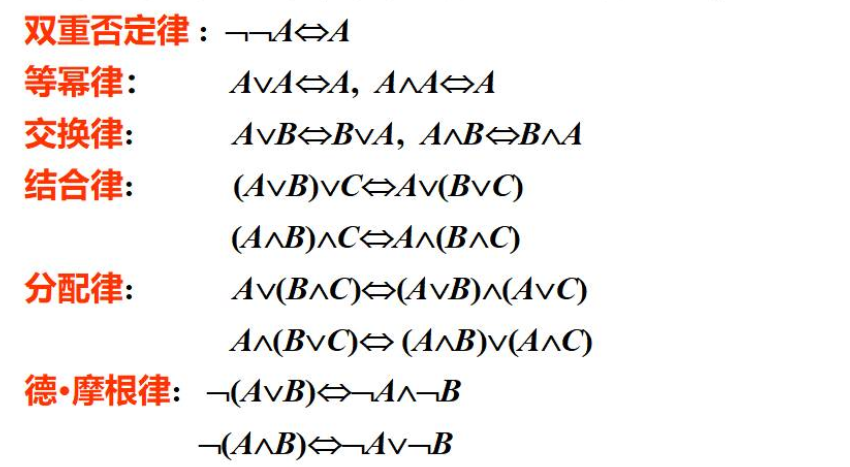 双重否定律：¬¬A⇔A
等幂律： A∨A⇔A, A∧A⇔A
交换律： A∨B⇔B∨A, A∧B⇔B∧A
结合律： (A∨B)∨C⇔A∨(B∨C)
(A∧B)∧C⇔A∧(B∧C)
分配律： A∨(B∧C)⇔(A∨B)∧(A∨C)
A∧(B∨C)⇔ (A∧B)∨(A∧C)
德•摩根律： ¬(A∨B)⇔¬A∧¬B
¬(A∧B)⇔¬A∨¬B